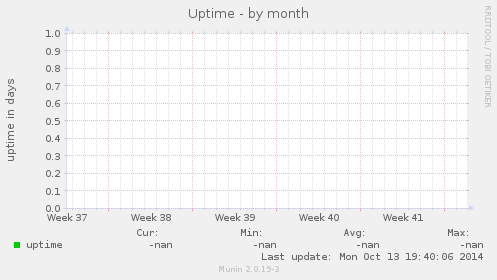 Uptime - by month
RRDTOOL / TOBI OETIKER
uptime in days
1.0
0.9
0.8
0.7
0.6
0.5
0.4
0.3
0.2
0.1
0.0
Week 37 Week 38 Week 39 Week 40 Week 41
Cur: Min: Avg: Max:
uptime -nan -nan -nan -nan
Last update: Mon Oct 13 19:40:06 2014
Munin 2.0.19-3